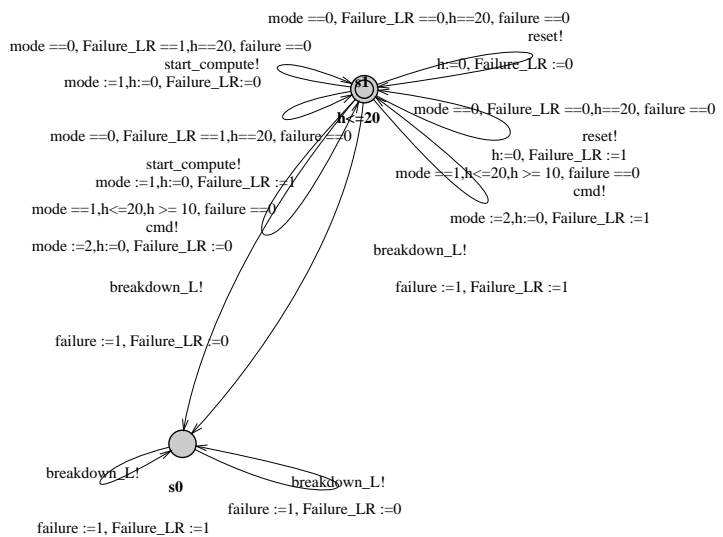 mode ==0, Failure_LR ==0,h==20, failure ==0
reset!
h:=0, Failure_LR :=0
mode ==0, Failure_LR ==1,h==20, failure ==0
start_compute!
mode :=1,h:=0, Failure_LR:=0
s1
h<=20
mode ==0, Failure_LR ==0,h==20, failure ==0
reset!
h:=0, Failure_LR :=1
mode ==0, Failure_LR ==1,h==20, failure ==0
start_compute!
mode :=1,h:=0, Failure_LR :=1
mode ==1,h<=20,h >= 10, failure ==0
cmd!
mode :=2,h:=0, Failure_LR :=1
mode ==1,h<=20,h >= 10, failure ==0
cmd!
mode :=2,h:=0, Failure_LR :=0
breakdown_L!
failure :=1, Failure_LR :=1
breakdown_L!
failure :=1, Failure_LR :=0
breakdown_L!
failure :=1, Failure_LR :=1
s0
breakdown_L!
failure :=1, Failure_LR :=0